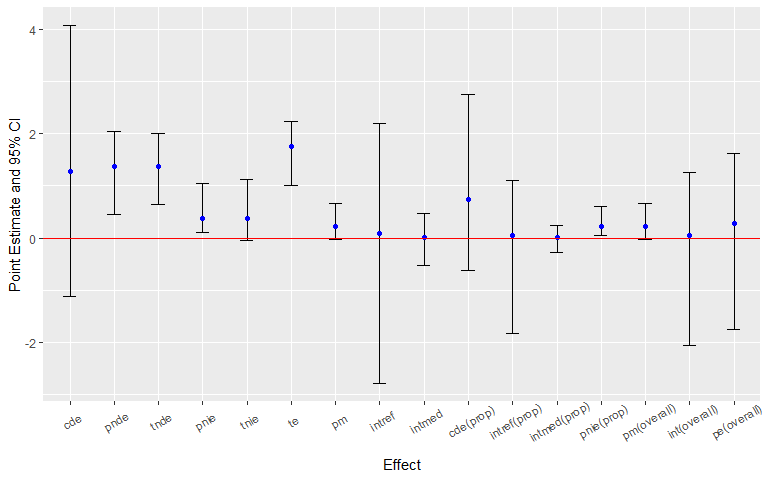 Point Estimate and 95% CI
4
2
0
-2
cde
pnde
tnde
pnie
tnie
te
pm
intref
intmed
cde(prop)
intref(prop)
intmed(prop)
pnie(prop)
pm(overall)
int(overall)
pe(overall)
Effect